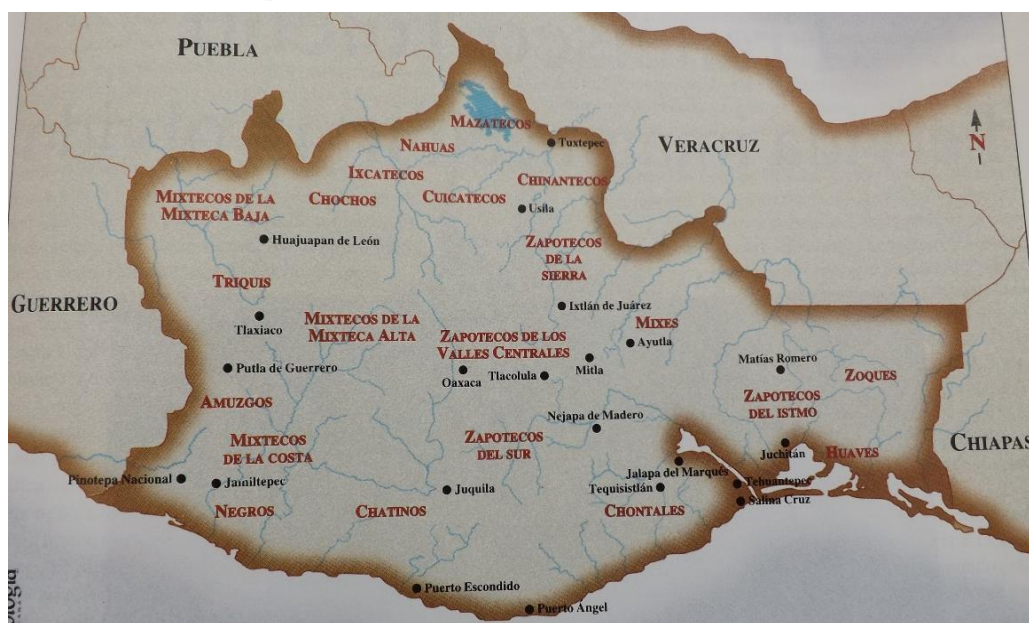 PUEBLA
MAZATECOS
NAHUAS
Tuxtepec
VERACRUZ
N
IXCATECOS
CHINANTECOS
MIXTECOS DE LA
MIXTECA BAJA
CHOCHOS
CUICATECOS
Usila
Huajuapan de León
ZAPOTECOS
DE LA
SIERRA
TRIQUIS
GUERRERO
Ixtlán de Juárez
Tlaxiaco
MIXTECOS DE LA
MIXTECA ALTA
MIXES
ZAPOTECOS DE LOS
VALLES CENTRALES
Ayutla
Mitla
Matías Romero
Putla de Guerrero
Oaxaca
Tlacolula
ZOQUES
AMUZGOS
ZAPOTECOS
DEL ISTMO
Nejapa de Madero
MIXTECOS
DE LA COSTA
ZAPOTECOS
DEL SUR
CHIAPAS
Juchitán
HUAVES
Jalapa del Marqués
Pinotepa Nacional
Jamiltepec
Juquila
Tequisistlán
Tehuantepec
Salina Cruz
NEGROS
CHATINOS
CHONTALES
Puerto Escondido
Puerto Ángel